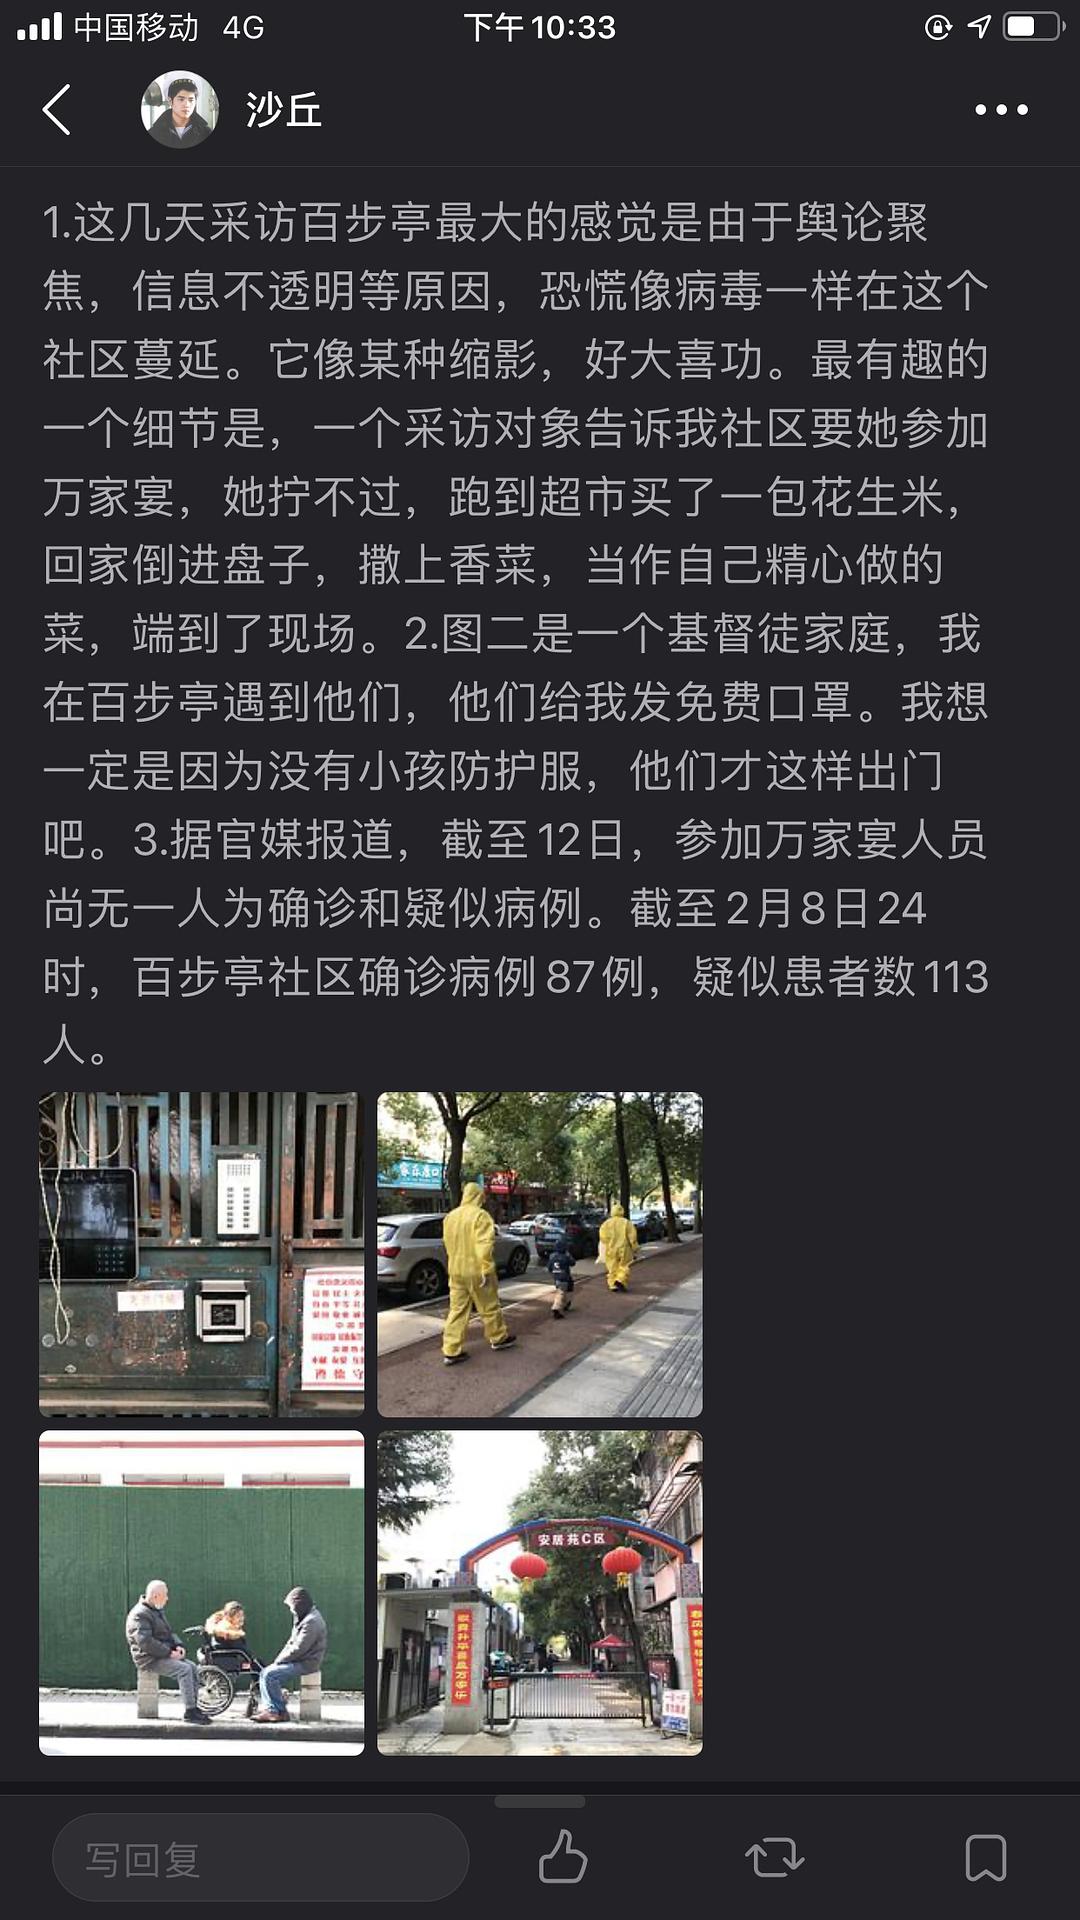 中国移动 4G
下午10:33
沙丘
1.这几天采访百步亭最大的感觉是由于舆论聚
焦，信息不透明等原因，恐慌像病毒一样在这个
社区蔓延。它像某种缩影，好大喜功。最有趣的
一个细节是，一个采访对象告诉我社区要她参加
万家宴，她拧不过，跑到超市买了一包花生米，
回家倒进盘子，撒上香菜，当作自己精心做的
菜，端到了现场。2.图二是一个基督徒家庭，我
在百步亭遇到他们，他们给我发免费口罩。我想
一定是因为没有小孩防护服，他们才这样出门
吧。3.据官媒报道，截至12日，参加万家宴人员
尚无一人为确诊和疑似病例。截至2月8日24
时，百步亭社区确诊病例87例，疑似患者数113
人。
安居苑C区
写回复